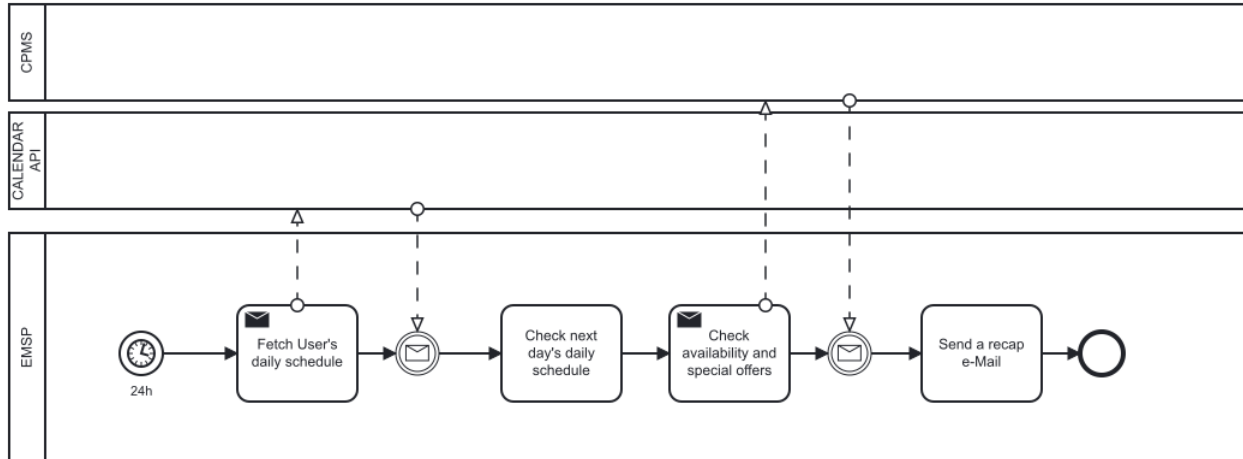 CPMS
CALENDAR
API
EMSP
24h
Fetch User's
daily schedule
Check next
day's daily
schedule
Check
availability and
special offers
Send a recap
e-Mail